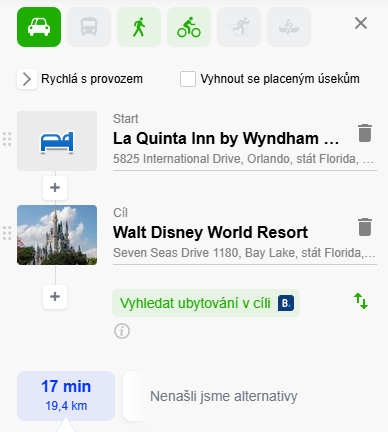 Rychlá s provozem
Vyhnout se placeným úsekům
Start
La Quinta Inn by Wyndham ...
5825 International Drive, Orlando, stát Florida, ...
Cíl
Walt Disney World Resort
Seven Seas Drive 1180, Bay Lake, stát Florida,...
Vyhledat ubytování v cíli B.
17 min
19,4 km
Nenašli jsme alternativy